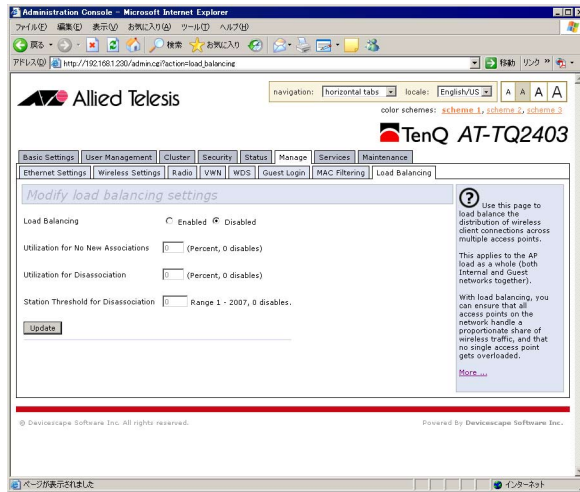 Administration Console - Microsoft Internet Explorer
ファイル(F) 編集(E) 表示(V) お気に入り(A) ツール(T) ヘルプ(H)
戻る 検索 お気に入り
アドレス(D) http://192.168.1.230/admin.cgi?action=load_balancing 移動 リンク »
Allied Telesis
navigation: horizontal tabs locale: English/US A A A A
color schemes: scheme 1, scheme 2, scheme 3
TenQ AT-TQ2403
Basic Settings User Management Cluster Security Status Manage Services Maintenance
Ethernet Settings Wireless Settings Radio VWN WDS Guest Login MAC Filtering Load Balancing
Modify load balancing settings
Load Balancing Enabled Disabled
Utilization for No New Associations 0 (Percent, 0 disables)
Utilization for Disassociation 0 (Percent, 0 disables)
Station Threshold for Disassociation 0 Range 1 - 2007, 0 disables.
Update
? Use this page to
load balance the
distribution of wireless
client connections across
multiple access points.
This applies to the AP
load as a whole (both
Internal and Guest
networks together).
With load balancing, you
can ensure that all
access points on the
network handle a
proportionate share of
wireless traffic, and that
no single access point
gets overloaded.
More ...
© Devicescape Software Inc. All rights reserved.
Powered by Devicescape Software Inc.
ページが表示されました
インターネット